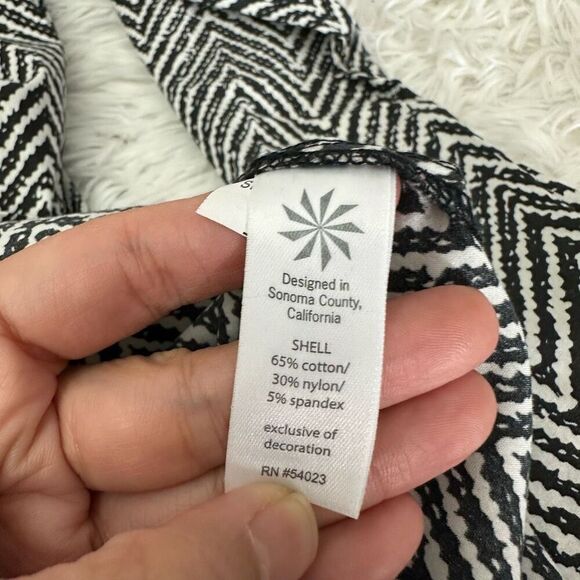 Designed in
Sonoma County,
California
SHELL
65% cotton/
30% nylon/
5% spandex
exclusive of
decoration
RN #54023